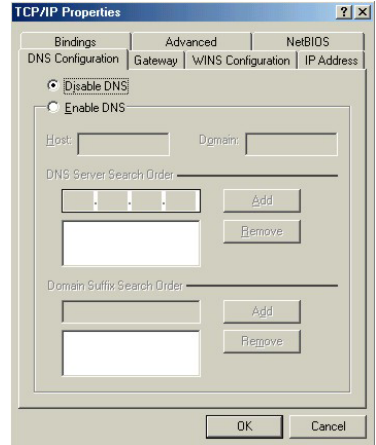 TCP/IP Properties
Bindings Advanced NetBIOS
DNS Configuration Gateway WINS Configuration IP Address
Disable DNS
Enable DNS
Host: Domain:
DNS Server Search Order
Add
Remove
Domain Suffix Search Order
Add
Remove
OK Cancel